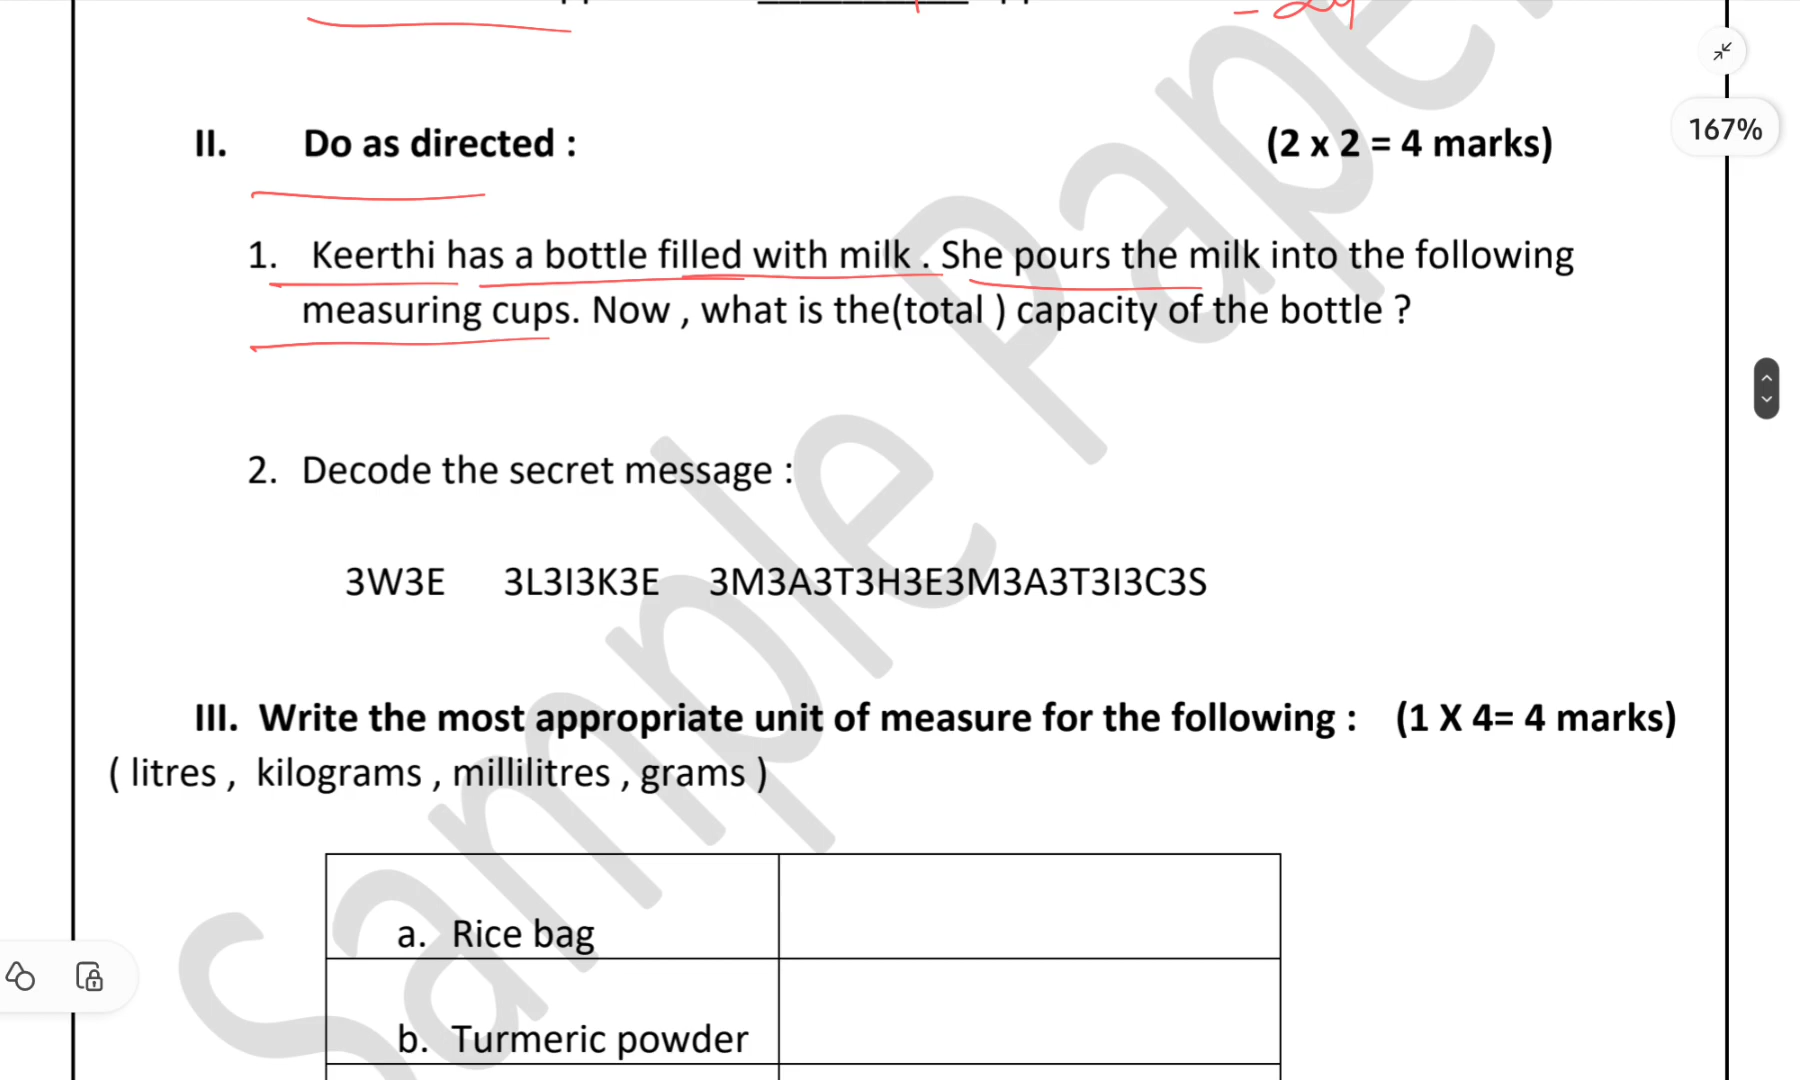 II. Do as directed : (2 x 2 = 4 marks)
167%
1. Keerthi has a bottle filled with milk . She pours the milk into the following
measuring cups. Now , what is the(total ) capacity of the bottle ?
2. Decode the secret message :
3W3E 3L3I3K3E 3M3A3T3H3E3M3A3T3I3C3S
III. Write the most appropriate unit of measure for the following : (1 X 4= 4 marks)
( litres , kilograms , millilitres , grams )
a. Rice bag
b. Turmeric powder
Sample Paper